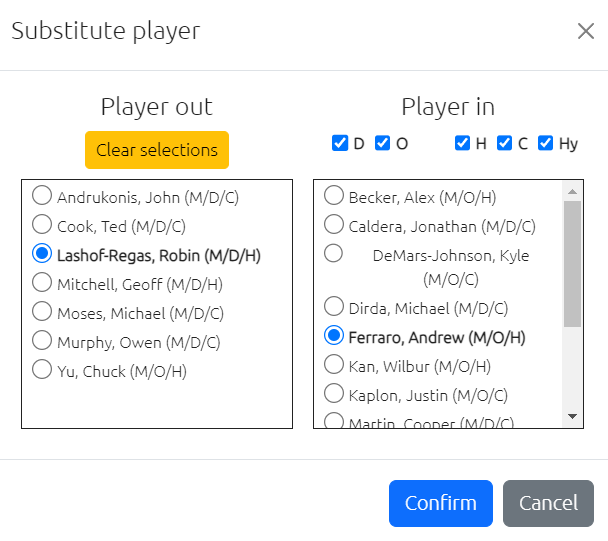 Substitute player
Player out
Clear selections
Andrukonis, John (M/D/C)
Cook, Ted (M/D/C)
Lashof-Regas, Robin (M/D/H)
Mitchell, Geoff (M/D/H)
Moses, Michael (M/D/C)
Murphy, Owen (M/D/C)
Yu, Chuck (M/O/H)
Player in
D O H C Hy
Becker, Alex (M/O/H)
Caldera, Jonathan (M/D/C)
DeMars-Johnson, Kyle
(M/O/C)
Dirda, Michael (M/D/C)
Ferraro, Andrew (M/O/H)
Kan, Wilbur (M/O/H)
Kaplon, Justin (M/O/C)
Martin, Cooper (M/D/C)
Confirm
Cancel